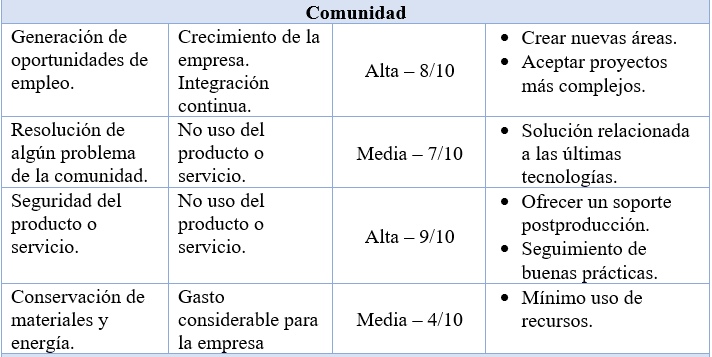 Comunidad
Generación de
oportunidades de
empleo.
Crecimiento de la
empresa.
Integración
continua.
Alta – 8/10
• Crear nuevas áreas.
• Aceptar proyectos
más complejos.
Resolución de
algún problema
de la comunidad.
No uso del
producto o
servicio.
Media – 7/10
• Solución relacionada
a las últimas
tecnologías.
Seguridad del
producto o
servicio.
No uso del
producto o
servicio.
Alta – 9/10
• Ofrecer un soporte
postproducción.
• Seguimiento de
buenas prácticas.
Conservación de
materiales y
energía.
Gasto
considerable para
la empresa
Media – 4/10
• Mínimo uso de
recursos.